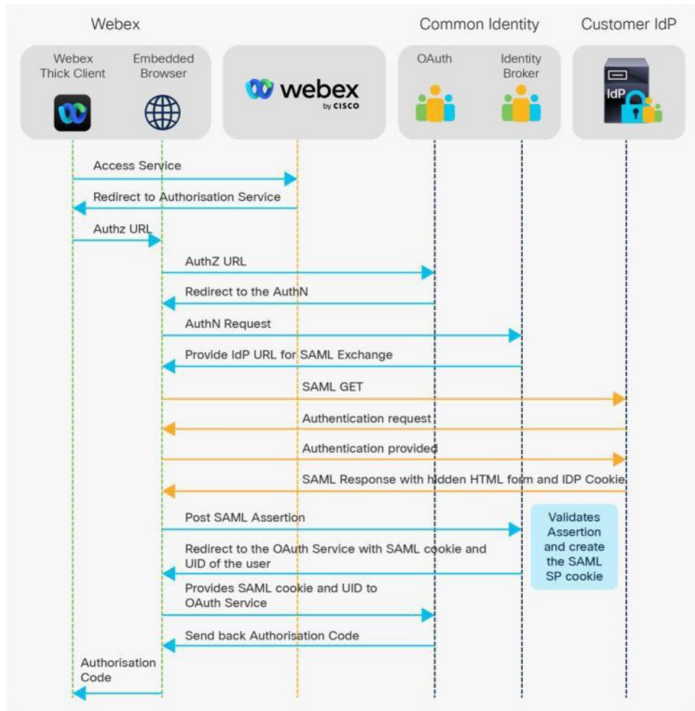 Webex
Common Identity
Customer IdP
Webex
Thick Client
Embedded
Browser
webex
by CISCO
OAuth
Identity
Broker
IdP
Access Service
Redirect to Authorisation Service
Authz URL
AuthZ URL
Redirect to the AuthN
AuthN Request
Provide IdP URL for SAML Exchange
SAML GET
Authentication request
Authentication provided
SAML Response with hidden HTML form and IDP Cookie
Post SAML Assertion
Validates
Assertion
and create
the SAML
SP cookie
Redirect to the OAuth Service with SAML cookie and
UID of the user
Provides SAML cookie and UID to
OAuth Service
Send back Authorisation Code
Authorisation
Code